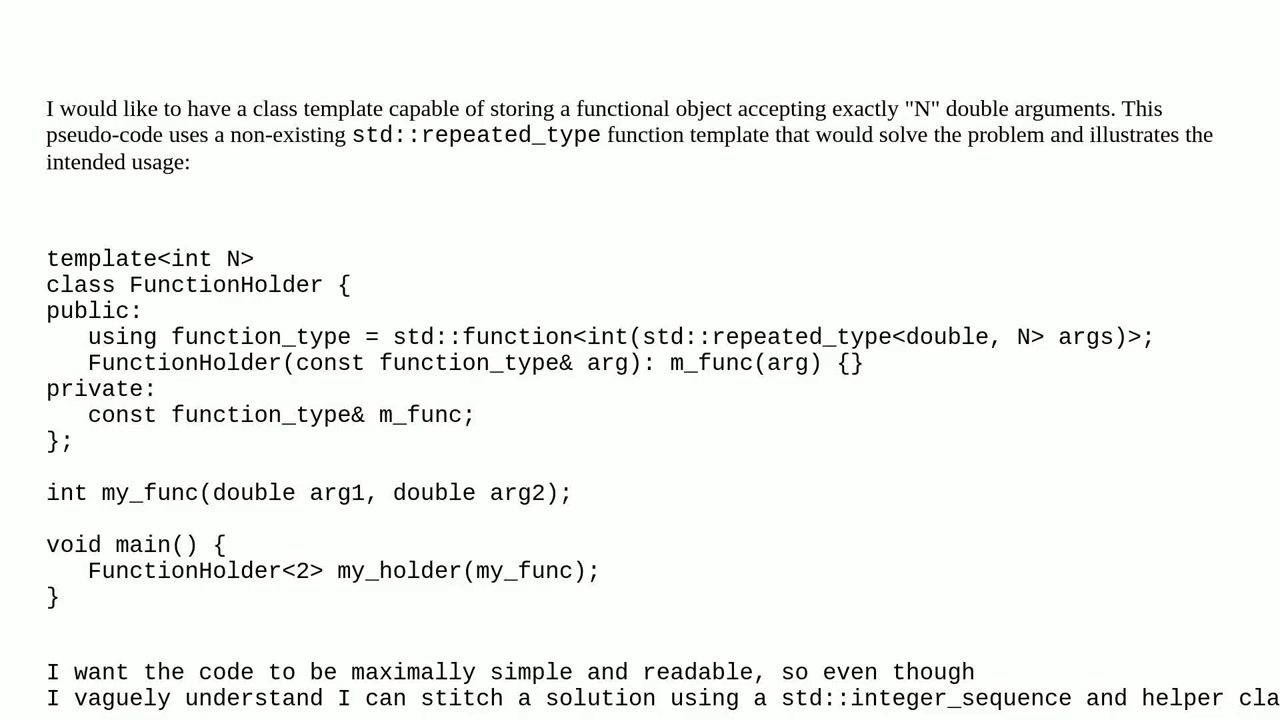 I would like to have a class template capable of storing a functional object accepting exactly "N" double arguments. This
pseudo-code uses a non-existing std::repeated_type function template that would solve the problem and illustrates the
intended usage:
template<int N>
class FunctionHolder {
public:
   using function_type = std::function<int(std::repeated_type<double, N> args)>;
   FunctionHolder(const function_type& arg): m_func(arg) {}
private:
   const function_type& m_func;
};
int my_func(double arg1, double arg2);
void main() {
   FunctionHolder<2> my_holder(my_func);
}
I want the code to be maximally simple and readable, so even though
I vaguely understand I can stitch a solution using a std::integer_sequence and helper cla